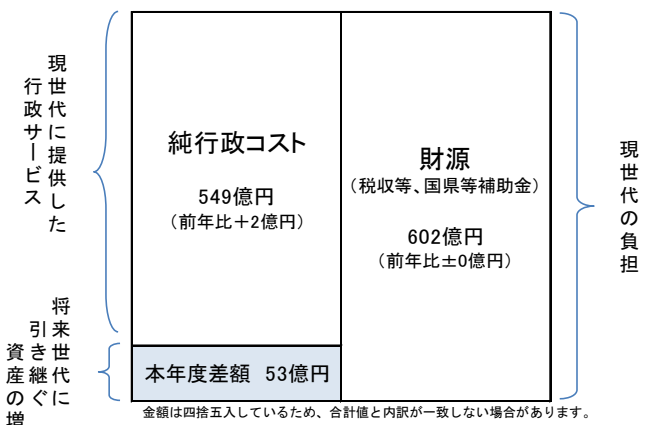 現世代に提供した
行政サービス
純行政コスト
549億円
(前年比+2億円)
財源
(税収等、国県等補助金)
602億円
(前年比±0億円)
現世代の負担
将来世代に
引き継ぐ
資産の増
本年度差額 53億円
金額は四捨五入しているため、合計値と内訳が一致しない場合があります。